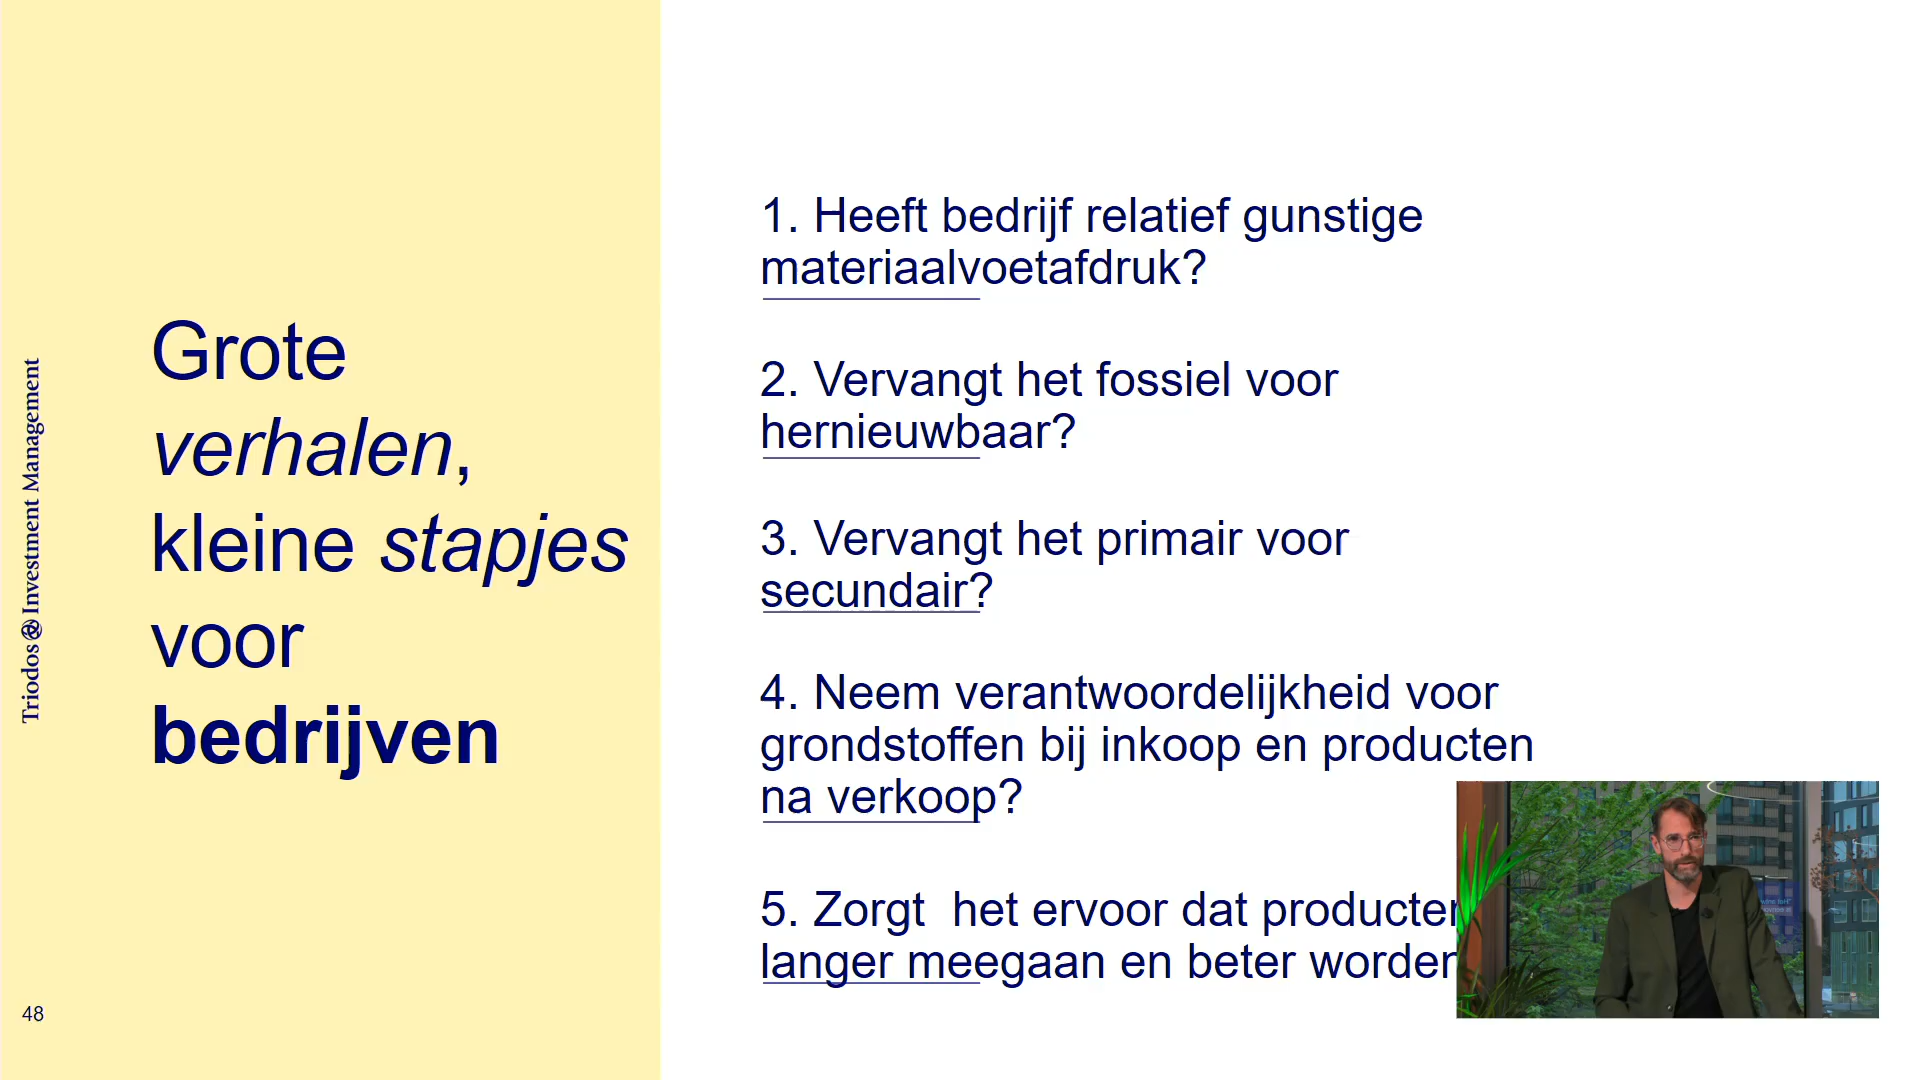 Triodos Investment Management
Grote
verhalen,
kleine stapjes
voor
bedrijven
48
1. Heeft bedrijf relatief gunstige
materiaalvoetafdruk?
2. Vervangt het fossiel voor
hernieuwbaar?
3. Vervangt het primair voor
secundair?
4. Neem verantwoordelijkheid voor
grondstoffen bij inkoop en producten
na verkoop?
5. Zorgt  het ervoor dat producten
langer meegaan en beter worden